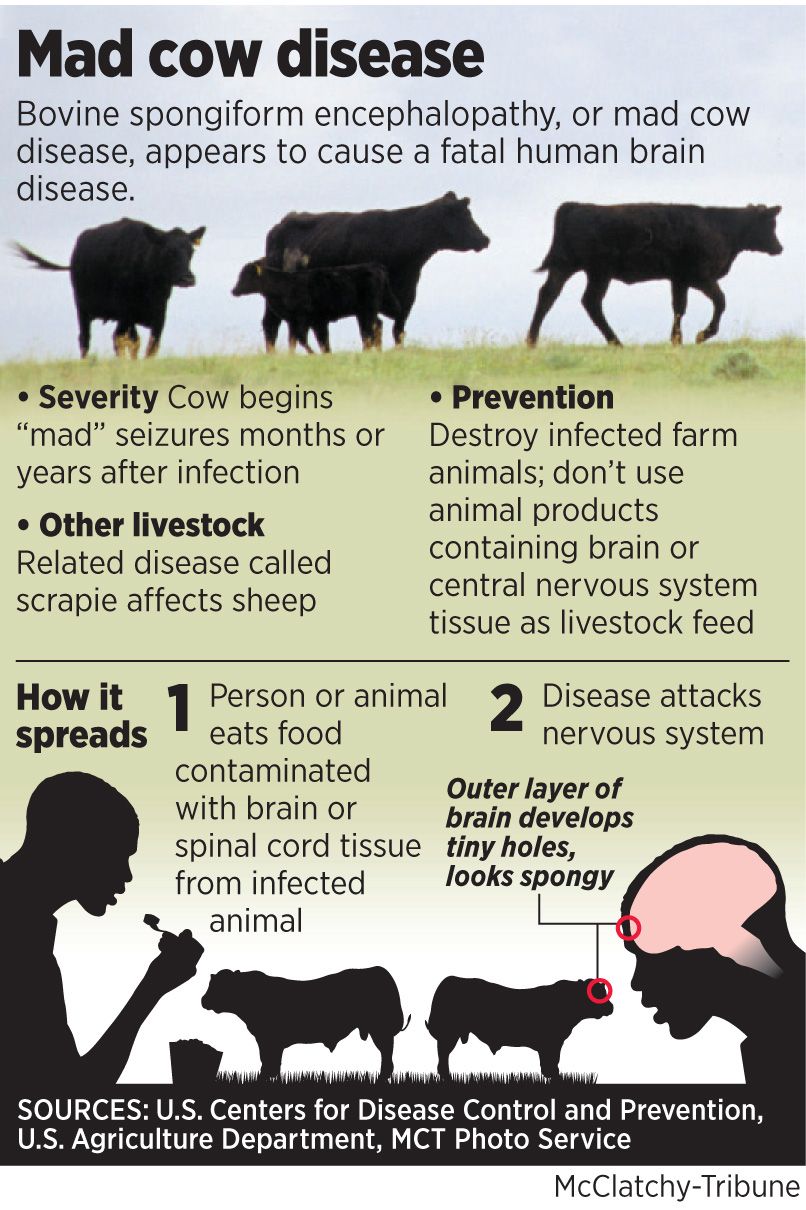 Mad cow disease
Bovine spongiform encephalopathy, or mad cow
disease, appears to cause a fatal human brain
disease.
• Severity Cow begins
“mad” seizures months or
years after infection
• Other livestock
Related disease called
scrapie affects sheep
• Prevention
Destroy infected farm
animals; don’t use
animal products
containing brain or
central nervous system
tissue as livestock feed
How it
spreads
1 Person or animal
eats food
contaminated
with brain or
spinal cord tissue
from infected
animal
2 Disease attacks
nervous system
Outer layer of
brain develops
tiny holes,
looks spongy
SOURCES: U.S. Centers for Disease Control and Prevention,
U.S. Agriculture Department, MCT Photo Service
McClatchy-Tribune